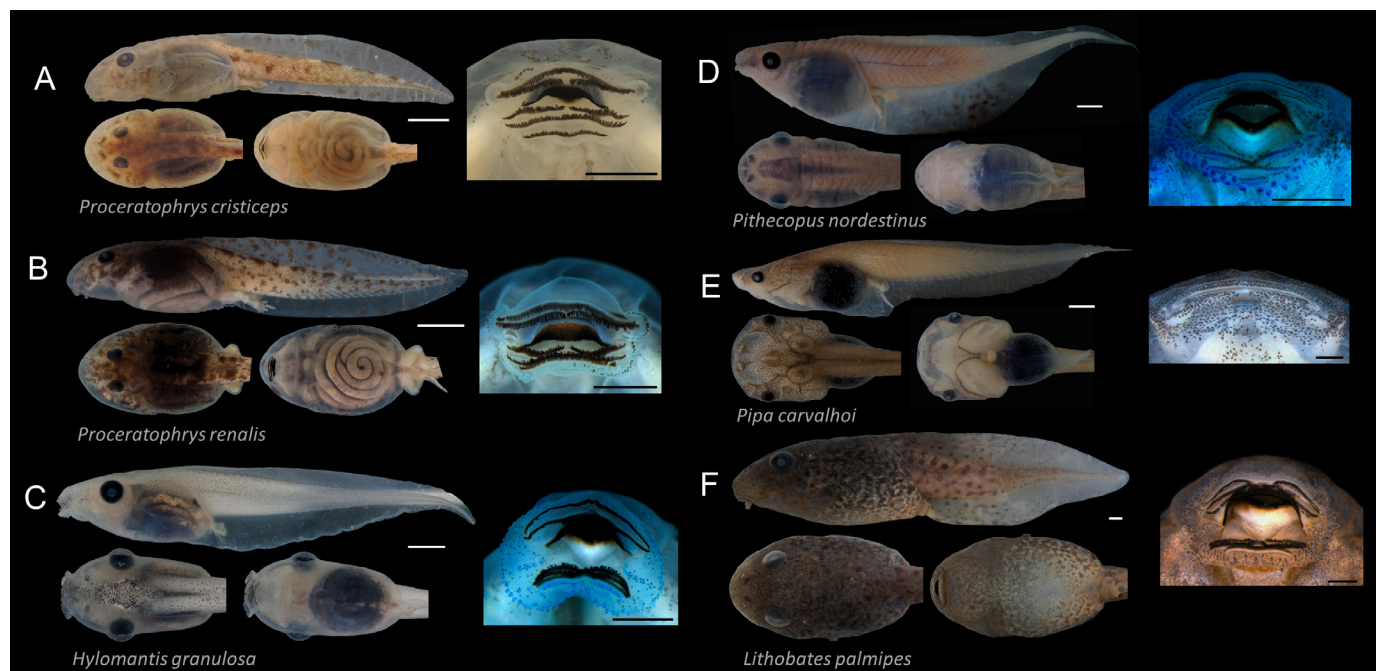 A
Proceratophrys cristiceps
B
Proceratophrys renalis
C
Hylomantis granulosa
D
Pithecopus nordestinus
E
Pipa carvalhoi
F
Lithobates palmipes